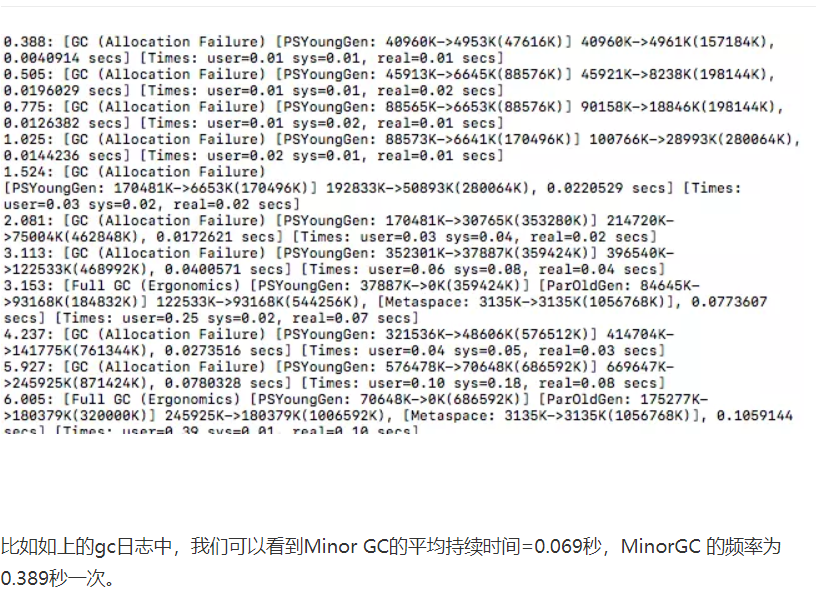 0.388: [GC (Allocation Failure) [PSYoungGen: 40960K->4953K(47616K)] 40960K->4961K(157184K),
0.0040914 secs] [Times: user=0.01 sys=0.01, real=0.01 secs]
0.505: [GC (Allocation Failure) [PSYoungGen: 45913K->6645K(88576K)] 45921K->8238K(198144K),
0.0196029 secs] [Times: user=0.01 sys=0.01, real=0.02 secs]
0.775: [GC (Allocation Failure) [PSYoungGen: 88565K->6653K(88576K)] 90158K->18846K(198144K),
0.0126382 secs] [Times: user=0.01 sys=0.02, real=0.01 secs]
1.025: [GC (Allocation Failure) [PSYoungGen: 88573K->6641K(170496K)] 100766K->28993K(280064K),
0.0144236 secs] [Times: user=0.02 sys=0.01, real=0.01 secs]
1.524: [GC (Allocation Failure)
[PSYoungGen: 170481K->6653K(170496K)] 192833K->50893K(280064K), 0.0220529 secs] [Times:
user=0.03 sys=0.02, real=0.02 secs]
2.081: [GC (Allocation Failure) [PSYoungGen: 170481K->30765K(353280K)] 214720K-
>75004K(462848K), 0.0172621 secs] [Times: user=0.03 sys=0.04, real=0.02 secs]
3.113: [GC (Allocation Failure) [PSYoungGen: 352301K->37887K(359424K)] 396540K-
>122533K(468992K), 0.0400571 secs] [Times: user=0.06 sys=0.08, real=0.04 secs]
3.153: [Full GC (Ergonomics) [PSYoungGen: 37887K->0K(359424K)] [ParOldGen: 84645K-
>93168K(184832K)] 122533K->93168K(544256K), [Metaspace: 3135K->3135K(1056768K)], 0.0773607
secs] [Times: user=0.25 sys=0.02, real=0.07 secs]
4.237: [GC (Allocation Failure) [PSYoungGen: 321536K->48606K(576512K)] 414704K-
>141775K(761344K), 0.0273516 secs] [Times: user=0.04 sys=0.05, real=0.03 secs]
5.927: [GC (Allocation Failure) [PSYoungGen: 576478K->70648K(686592K)] 669647K-
>245925K(871424K), 0.0780328 secs] [Times: user=0.10 sys=0.18, real=0.08 secs]
6.005: [Full GC (Ergonomics) [PSYoungGen: 70648K->0K(686592K)] [ParOldGen: 175277K-
>180379K(320000K)] 245925K->180379K(1006592K), [Metaspace: 3135K->3135K(1056768K)], 0.1059144
secs] [Times: user=0.39 sys=0.01, real=0.10 secs]
比如如上的gc日志中，我们可以看到Minor GC的平均持续时间=0.069秒，MinorGC 的频率为
0.389秒一次。